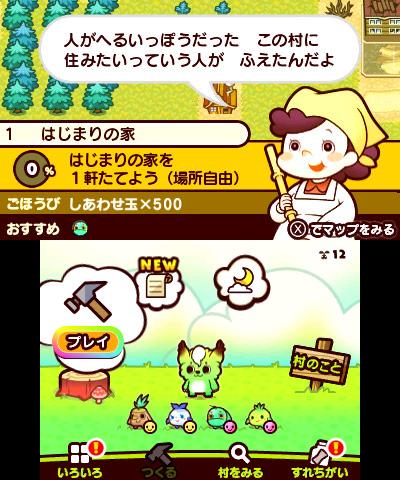 人がへるいっぽうだった　この村に
住みたいっていう人が　ふえたんだよ
1　はじまりの家
0%
はじまりの家を
1軒たてよう（場所自由）
ごほうび　しあわせ玉×500
おすすめ
Ⓧでマップをみる
12
NEW
プレイ
村のこと
いろいろ
つくる
村をみる
すれちがい